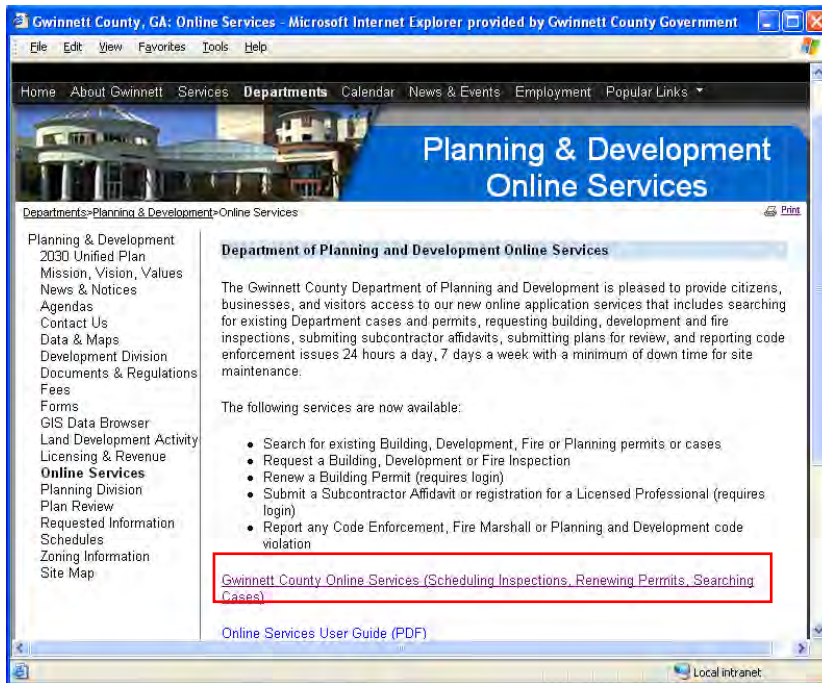 Gwinnett County, GA: Online Services - Microsoft Internet Explorer provided by Gwinnett County Government
File Edit View Favorites Tools Help
Home About Gwinnett Services Departments Calendar News & Events Employment Popular Links
Planning & Development
Online Services
Departments>Planning & Development>Online Services
Print
Planning & Development
2030 Unified Plan
Mission, Vision, Values
News & Notices
Agendas
Contact Us
Data & Maps
Development Division
Documents & Regulations
Fees
Forms
GIS Data Browser
Land Development Activity
Licensing & Revenue
Online Services
Planning Division
Plan Review
Requested Information
Schedules
Zoning Information
Site Map
Department of Planning and Development Online Services
The Gwinnett County Department of Planning and Development is pleased to provide citizens,
businesses, and visitors access to our new online application services that includes searching
for existing Department cases and permits, requesting building, development and fire
inspections, submiting subcontractor affidavits, submitting plans for review, and reporting code
enforcement issues 24 hours a day, 7 days a week with a minimum of down time for site
maintenance.
The following services are now available:
• Search for existing Building, Development, Fire or Planning permits or cases
• Request a Building, Development or Fire Inspection
• Renew a Building Permit (requires login)
• Submit a Subcontractor Affidavit or registration for a Licensed Professional (requires
login)
• Report any Code Enforcement, Fire Marshall or Planning and Development code
violation
Gwinnett County Online Services (Scheduling Inspections, Renewing Permits, Searching
Cases)
Online Services User Guide (PDF)
Local intranet